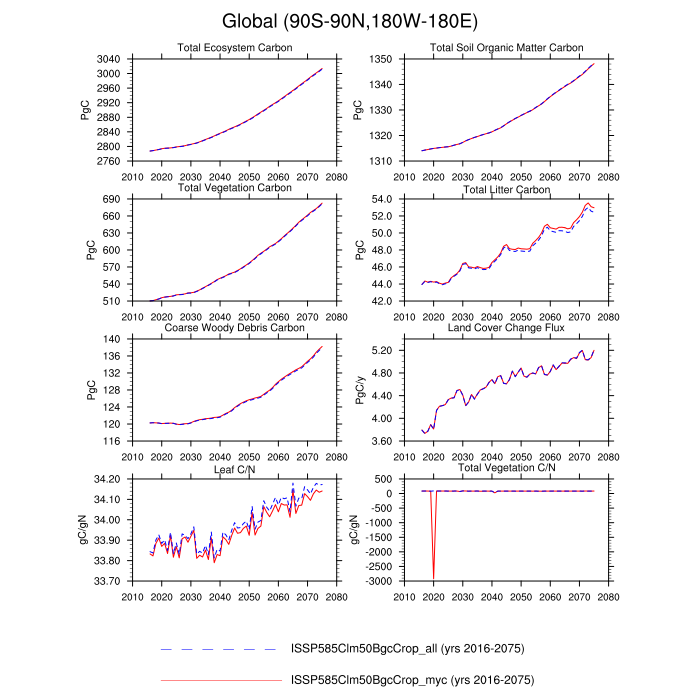 Global (90S-90N,180W-180E)
Total Ecosystem Carbon
PgC
3040
3000
2960
2920
2880
2840
2800
2760
2010 2020 2030 2040 2050 2060 2070 2080
Total Soil Organic Matter Carbon
PgC
1350
1340
1330
1320
1310
2010 2020 2030 2040 2050 2060 2070 2080
Total Vegetation Carbon
PgC
690
660
630
600
570
540
510
2010 2020 2030 2040 2050 2060 2070 2080
Total Litter Carbon
PgC
54.0
52.0
50.0
48.0
46.0
44.0
42.0
2010 2020 2030 2040 2050 2060 2070 2080
Coarse Woody Debris Carbon
PgC
140
136
132
128
124
120
116
2010 2020 2030 2040 2050 2060 2070 2080
Land Cover Change Flux
PgC/y
5.20
4.80
4.40
4.00
3.60
2010 2020 2030 2040 2050 2060 2070 2080
Leaf C/N
gC/gN
34.20
34.10
34.00
33.90
33.80
33.70
2010 2020 2030 2040 2050 2060 2070 2080
Total Vegetation C/N
gC/gN
500
0
-500
-1000
-1500
-2000
-2500
-3000
2010 2020 2030 2040 2050 2060 2070 2080
ISSP585Clm50BgcCrop_all (yrs 2016-2075)
ISSP585Clm50BgcCrop_myc (yrs 2016-2075)